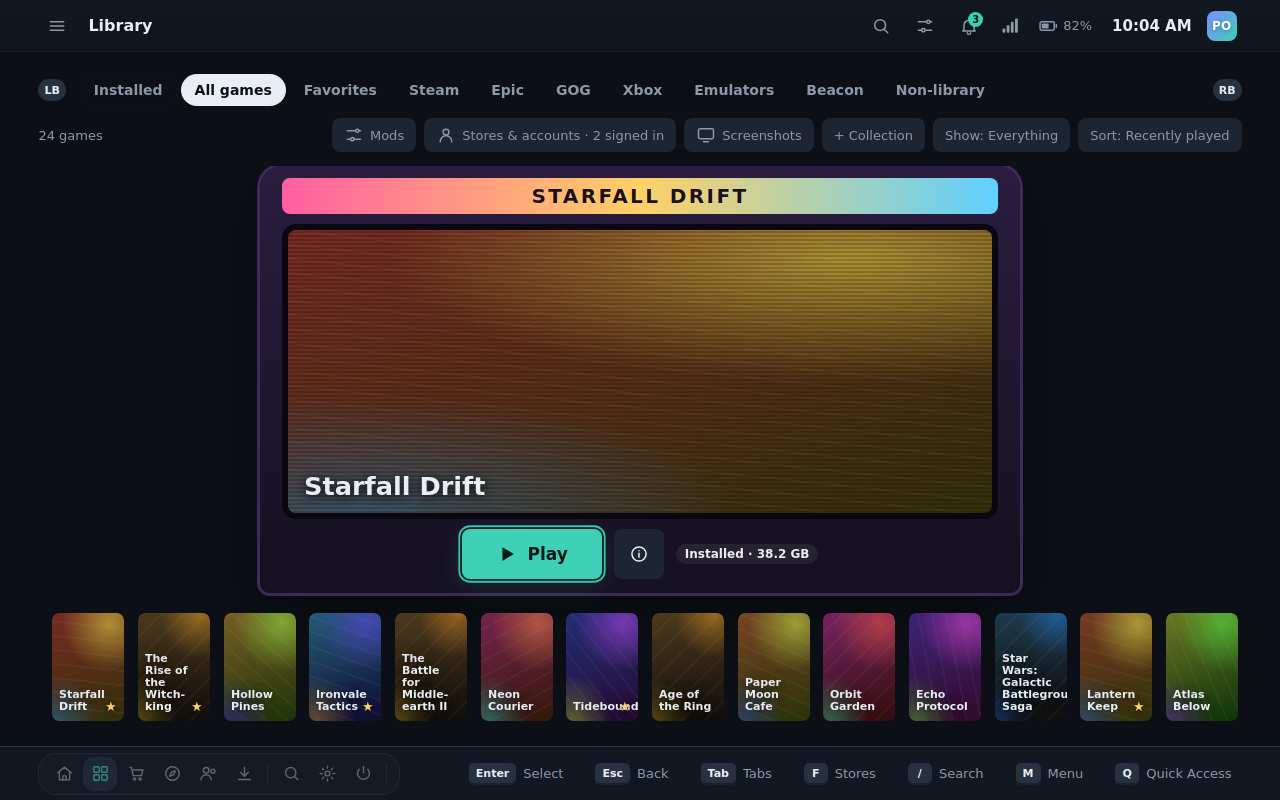 Library
3
82%
10:04 AM
PO
LB
Installed
All games
Favorites
Steam
Epic
GOG
Xbox
Emulators
Beacon
Non-library
RB
24 games
Mods
Stores & accounts · 2 signed in
Screenshots
+ Collection
Show: Everything
Sort: Recently played
STARFALL DRIFT
Starfall Drift
Play
Installed · 38.2 GB
Starfall
Drift
The
Rise of
the
Witch-
king
Hollow
Pines
Ironvale
Tactics
The
Battle
for
Middle-
earth II
Neon
Courier
Tidebound
Age of
the Ring
Paper
Moon
Cafe
Orbit
Garden
Echo
Protocol
Star
Wars:
Galactic
Battlegrou
Saga
Lantern
Keep
Atlas
Below
Enter Select
Esc Back
Tab Tabs
F Stores
/ Search
M Menu
Q Quick Access